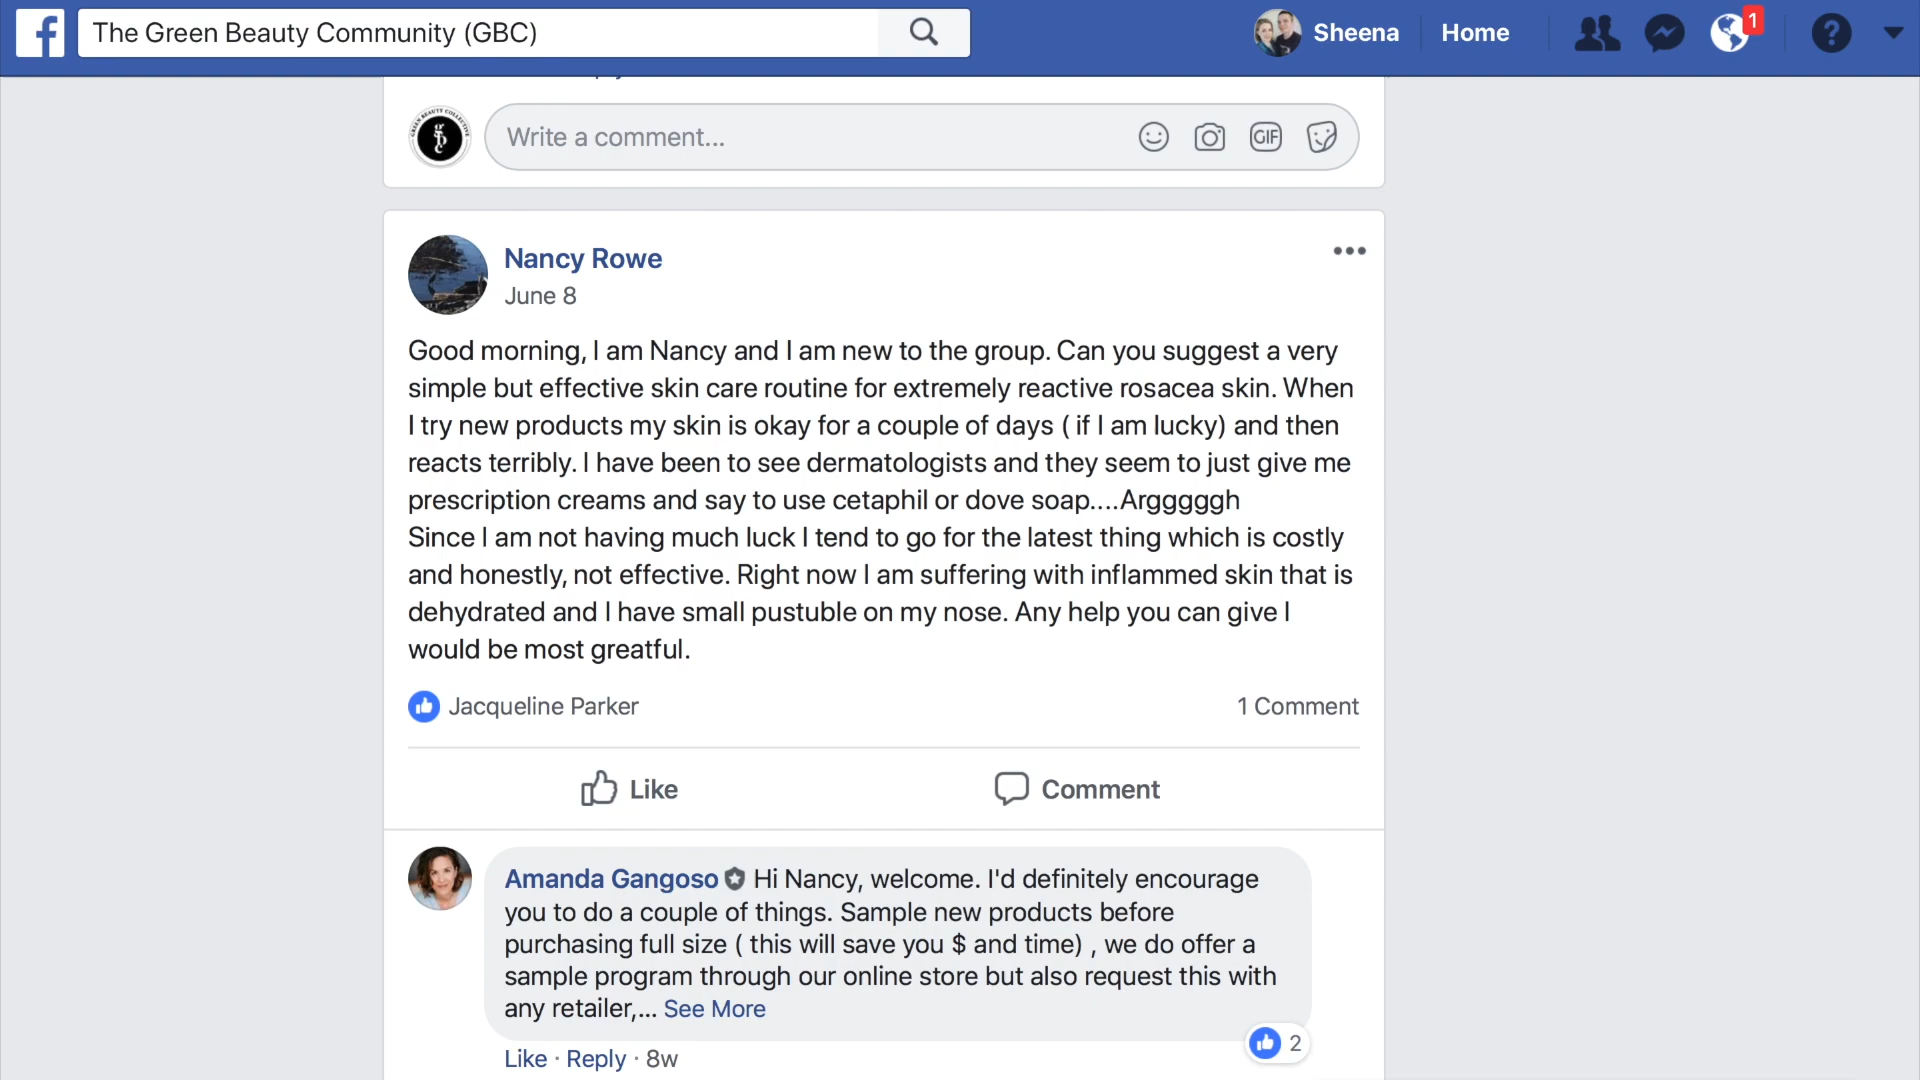 The Green Beauty Community (GBC)
Sheena
Home
1
Write a comment...
GIF
Nancy Rowe
June 8
Good morning, I am Nancy and I am new to the group. Can you suggest a very
simple but effective skin care routine for extremely reactive rosacea skin. When
I try new products my skin is okay for a couple of days ( if I am lucky) and then
reacts terribly. I have been to see dermatologists and they seem to just give me
prescription creams and say to use cetaphil or dove soap....Argggggh
Since I am not having much luck I tend to go for the latest thing which is costly
and honestly, not effective. Right now I am suffering with inflammed skin that is
dehydrated and I have small pustuble on my nose. Any help you can give I
would be most greatful.
Jacqueline Parker
1 Comment
Like
Comment
Amanda Gangoso Hi Nancy, welcome. I'd definitely encourage
you to do a couple of things. Sample new products before
purchasing full size ( this will save you $ and time) , we do offer a
sample program through our online store but also request this with
any retailer,... See More
2
Like · Reply · 8w